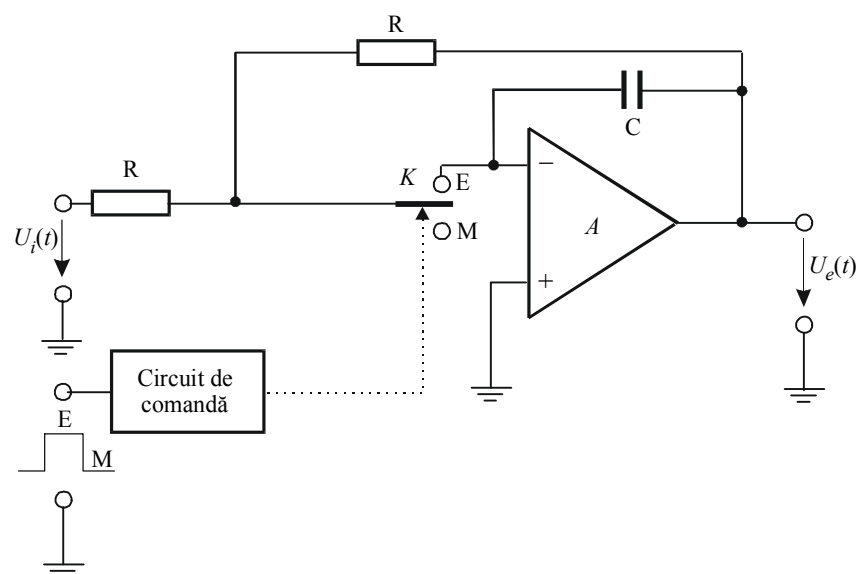 R
C
R
K
E
M
−
+
A
U_i(t)
U_e(t)
Circuit de
comandă
E
M